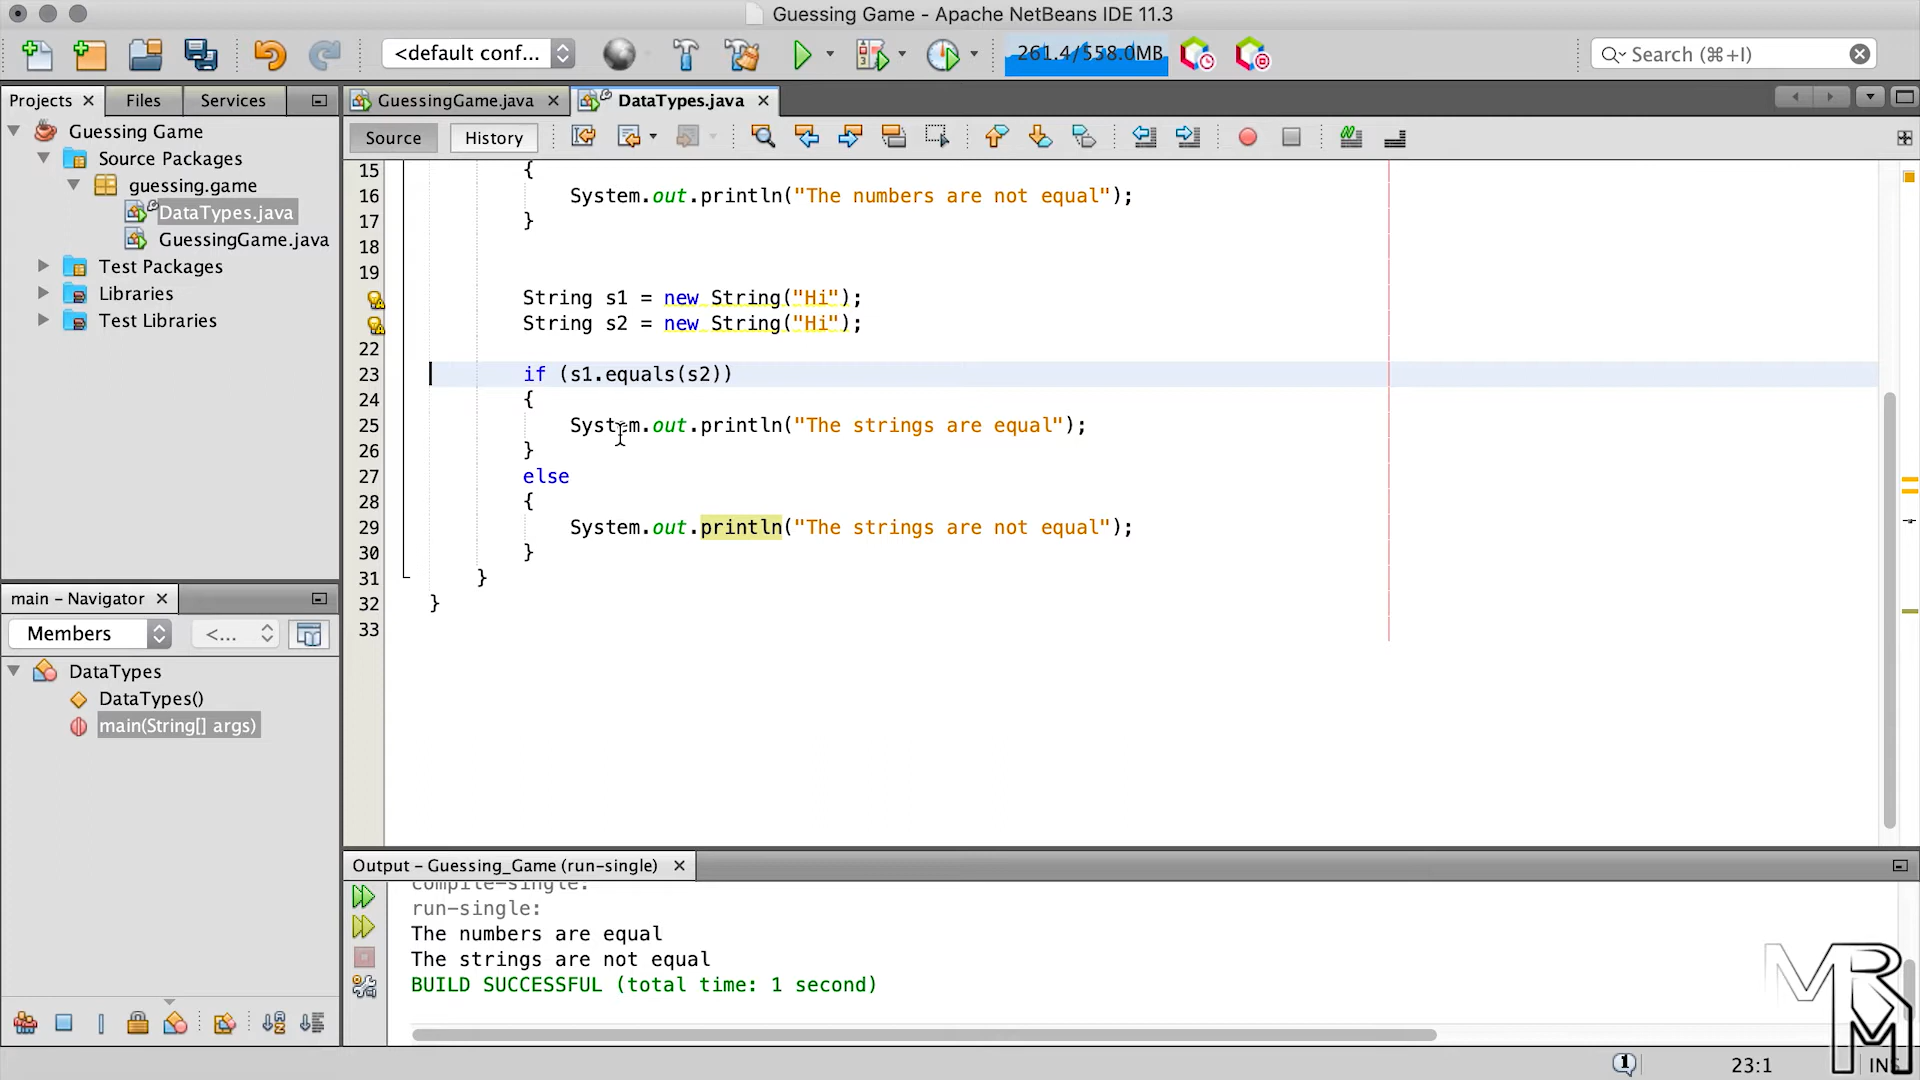 Guessing Game - Apache NetBeans IDE 11.3
<default conf...
261.4/558.0MB
Search (⌘+I)
Projects
Files
Services
GuessingGame.java
DataTypes.java
Source
History
Guessing Game
Source Packages
guessing.game
DataTypes.java
GuessingGame.java
Test Packages
Libraries
Test Libraries
15 {
16 System.out.println("The numbers are not equal");
17 }
18
19
String s1 = new String("Hi");
String s2 = new String("Hi");
22
23 if (s1.equals(s2))
24 {
25 System.out.println("The strings are equal");
26 }
27 else
28 {
29 System.out.println("The strings are not equal");
30 }
31 }
32 }
33
main - Navigator
Members
<...
DataTypes
DataTypes()
main(String[] args)
Output - Guessing_Game (run-single)
compile-single:
run-single:
The numbers are equal
The strings are not equal
BUILD SUCCESSFUL (total time: 1 second)
23:1